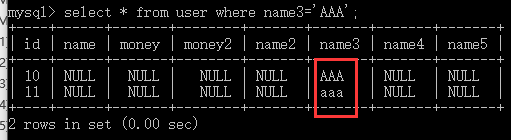 mysql> select * from user where name3='AAA';
| id | name | money | money2 | name2 | name3 | name4 | name5 |
| 10 | NULL | NULL | NULL | NULL | AAA | NULL | NULL |
| 11 | NULL | NULL | NULL | NULL | aaa | NULL | NULL |
2 rows in set (0.00 sec)